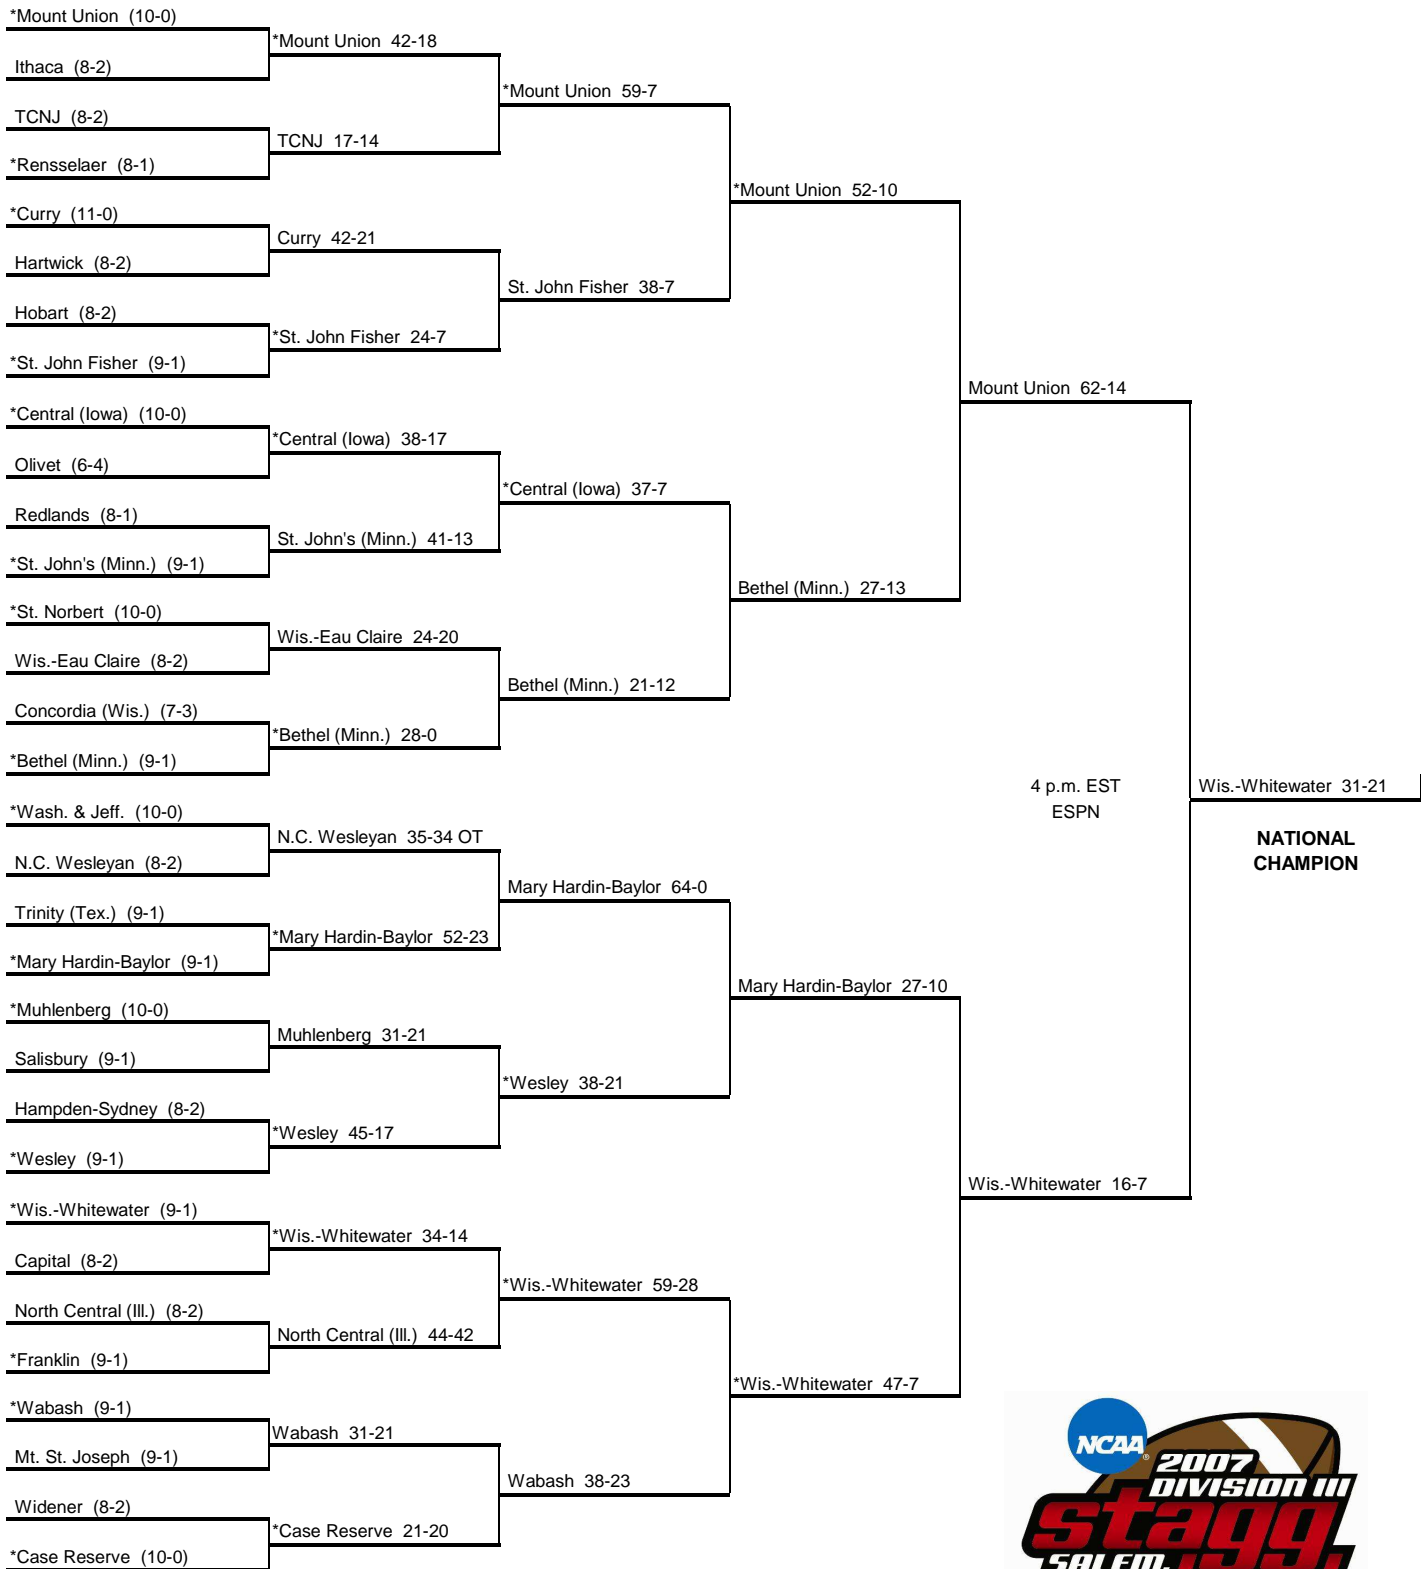 *Mount Union (10-0)
Ithaca (8-2)
TCNJ (8-2)
*Rensselaer (8-1)
*Curry (11-0)
Hartwick (8-2)
Hobart (8-2)
*St. John Fisher (9-1)
*Central (Iowa) (10-0)
Olivet (6-4)
Redlands (8-1)
*St. John's (Minn.) (9-1)
*St. Norbert (10-0)
Wis.-Eau Claire (8-2)
Concordia (Wis.) (7-3)
*Bethel (Minn.) (9-1)
*Wash. & Jeff. (10-0)
N.C. Wesleyan (8-2)
Trinity (Tex.) (9-1)
*Mary Hardin-Baylor (9-1)
*Muhlenberg (10-0)
Salisbury (9-1)
Hampden-Sydney (8-2)
*Wesley (9-1)
*Wis.-Whitewater (9-1)
Capital (8-2)
North Central (Ill.) (8-2)
*Franklin (9-1)
*Wabash (9-1)
Mt. St. Joseph (9-1)
Widener (8-2)
*Case Reserve (10-0)
*Mount Union 42-18
TCNJ 17-14
Curry 42-21
*St. John Fisher 24-7
*Central (Iowa) 38-17
St. John's (Minn.) 41-13
Wis.-Eau Claire 24-20
*Bethel (Minn.) 28-0
N.C. Wesleyan 35-34 OT
*Mary Hardin-Baylor 52-23
Muhlenberg 31-21
*Wesley 45-17
*Wis.-Whitewater 34-14
North Central (Ill.) 44-42
Wabash 31-21
*Case Reserve 21-20
*Mount Union 59-7
St. John Fisher 38-7
*Central (Iowa) 37-7
Bethel (Minn.) 21-12
Mary Hardin-Baylor 64-0
*Wesley 38-21
*Wis.-Whitewater 59-28
Wabash 38-23
*Mount Union 52-10
Bethel (Minn.) 27-13
Mary Hardin-Baylor 27-10
*Wis.-Whitewater 47-7
Mount Union 62-14
Wis.-Whitewater 16-7
4 p.m. EST
ESPN
Wis.-Whitewater 31-21
NATIONAL
CHAMPION
NCAA
2007
DIVISION III
stagg
SALEM,